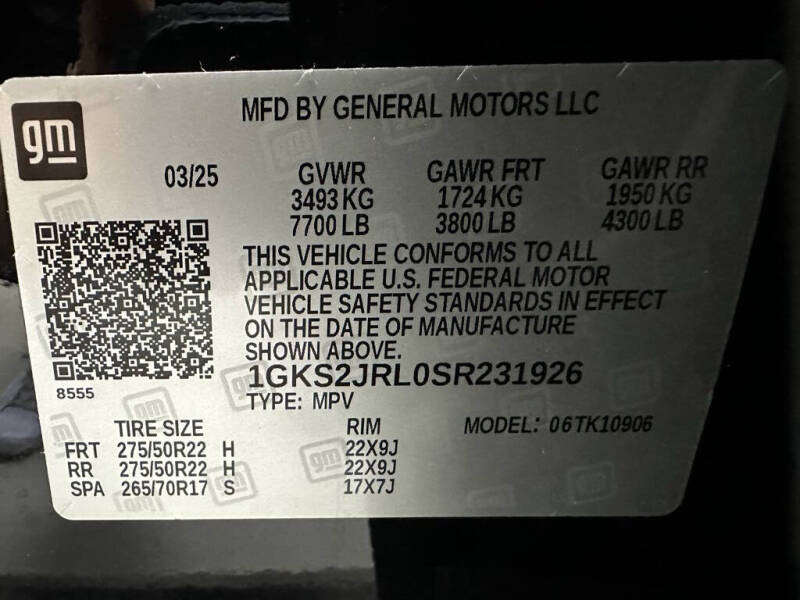 gm
MFD BY GENERAL MOTORS LLC
03/25 GVWR GAWR FRT GAWR RR
3493 KG 1724 KG 1950 KG
7700 LB 3800 LB 4300 LB
THIS VEHICLE CONFORMS TO ALL
APPLICABLE U.S. FEDERAL MOTOR
VEHICLE SAFETY STANDARDS IN EFFECT
ON THE DATE OF MANUFACTURE
SHOWN ABOVE.
1GKS2JRL0SR231926
8555
TYPE: MPV
TIRE SIZE RIM MODEL: 06TK10906
FRT 275/50R22 H 22X9J
RR 275/50R22 H 22X9J
SPA 265/70R17 S 17X7J